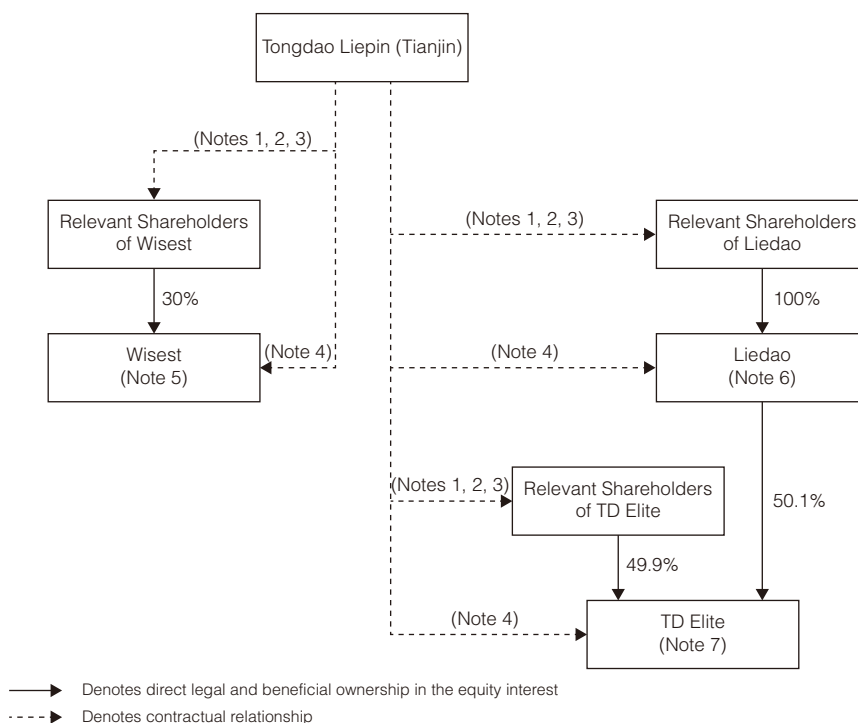 Tongdao Liepin (Tianjin)
(Notes 1, 2, 3)
Relevant Shareholders
of Wisest
(Notes 1, 2, 3)
Relevant Shareholders
of Liedao
30%
100%
Wisest
(Note 5)
(Note 4)
(Note 4)
Liedao
(Note 6)
(Notes 1, 2, 3)
Relevant Shareholders
of TD Elite
50.1%
49.9%
(Note 4)
TD Elite
(Note 7)
Denotes direct legal and beneficial ownership in the equity interest
Denotes contractual relationship